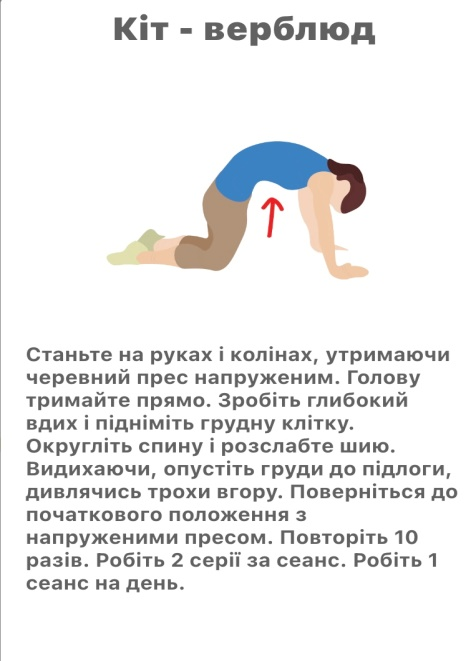 Кіт - верблюд
Станьте на руках і колінах, утримаючи
черевний прес напруженим. Голову
тримайте прямо. Зробіть глибокий
вдих і підніміть грудну клітку.
Округліть спину і розслабте шию.
Видихаючи, опустіть груди до підлоги,
дивлячись трохи вгору. Поверніться до
початкового положення з
напруженими пресом. Повторіть 10
разів. Робіть 2 серії за сеанс. Робіть 1
сеанс на день.